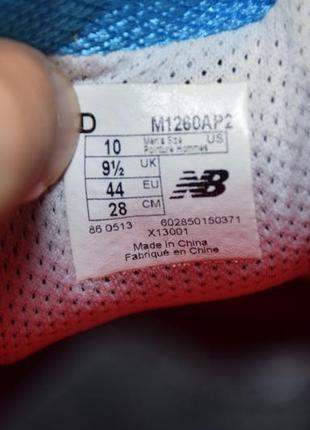 D M1260AP2
10 Men's Size Pointure Hommes US
9½ UK
44 EU
28 CM
86 0513 602850150371
X13001
Made in China
Fabriqué en Chine